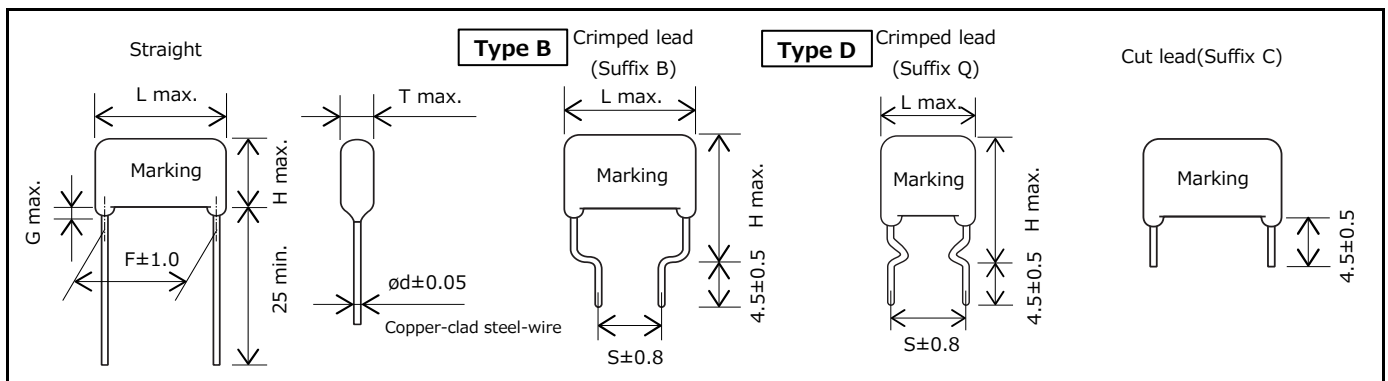 Straight
L max.
Marking
H max.
G max.
F±1.0
25 min.
T max.
ød±0.05
Copper-clad steel-wire
Type B
Crimped lead
(Suffix B)
L max.
Marking
H max.
4.5±0.5
S±0.8
Type D
Crimped lead
(Suffix Q)
L max.
Marking
H max.
4.5±0.5
S±0.8
Cut lead(Suffix C)
Marking
4.5±0.5